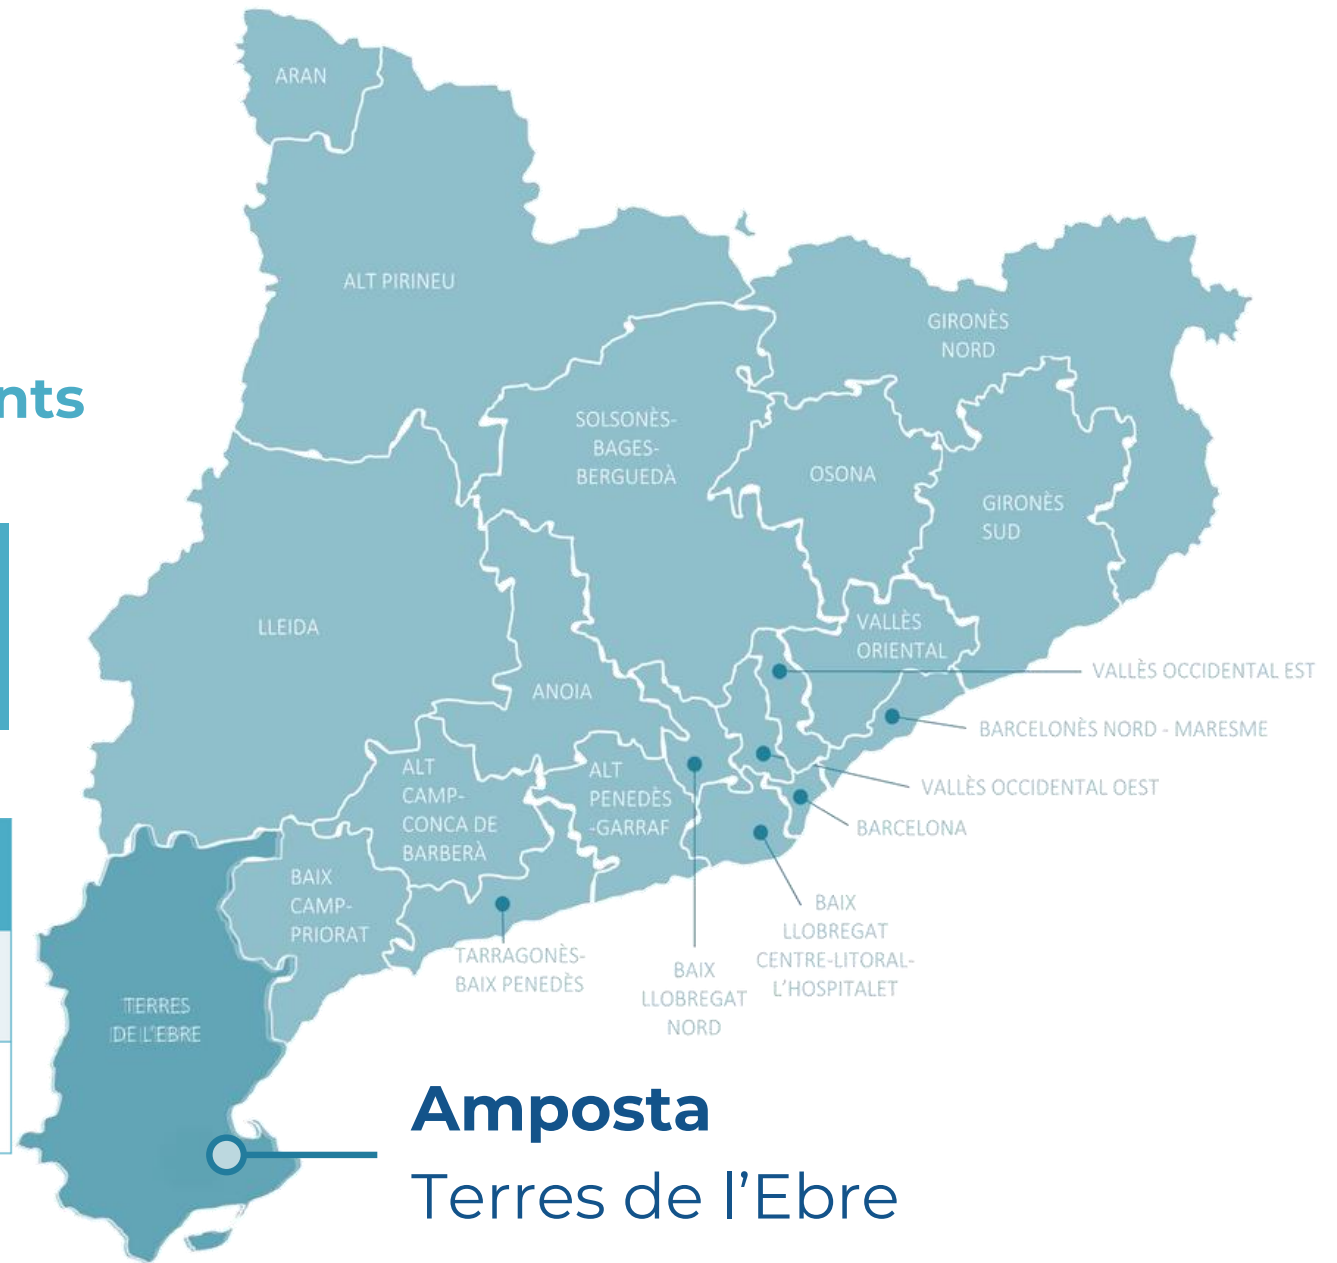 ARAN
ALT PIRINEU
GIRONÈS
NORD
nts
SOLSONÈS-
BAGES-
BERGUEDÀ
OSONA
GIRONÈS
SUD
LLEIDA
VALLÈS
ORIENTAL
VALLÈS OCCIDENTAL EST
ANOIA
BARCELONÈS NORD - MARESME
ALT
CAMP-
CONCA DE
BARBERÀ
ALT
PENEDÈS
-GARRAF
VALLÈS OCCIDENTAL OEST
BARCELONA
BAIX
CAMP-
PRIORAT
BAIX
LLOBREGAT
CENTRE-LITORAL-
L'HOSPITALET
TARRAGONÈS-
BAIX PENEDÈS
BAIX
LLOBREGAT
NORD
TERRES
DE L'EBRE
Amposta
Terres de l’Ebre